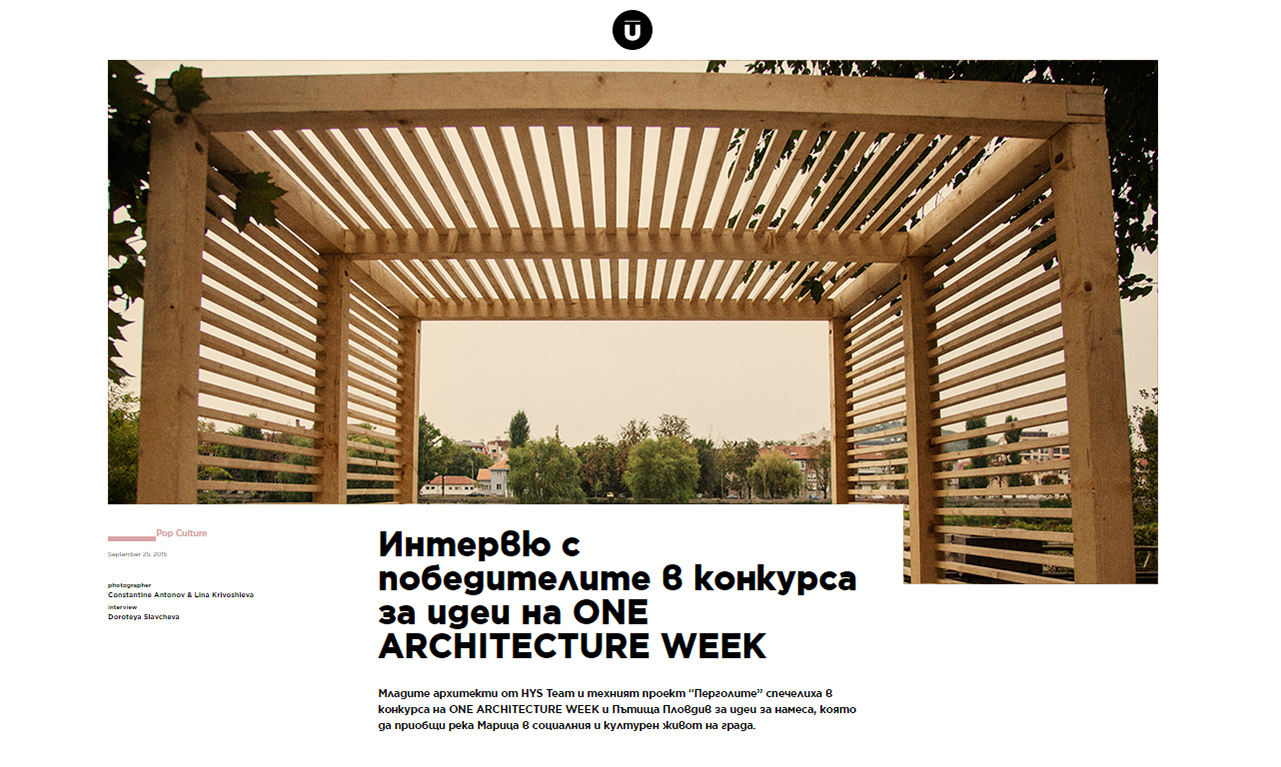 Ū
Pop Culture
September 25, 2015
photographer
Constantine Antonov & Lina Krivoshieva
interview
Doroteya Slavcheva
Интервю с
победителите в конкурса
за идеи на ONE
ARCHITECTURE WEEK
Младите архитекти от HYS Team и техният проект “Перголите” спечелиха в
конкурса на ONE ARCHITECTURE WEEK и Пътища Пловдив за идеи за намеса, която
да приобщи река Марица в социалния и културен живот на града.